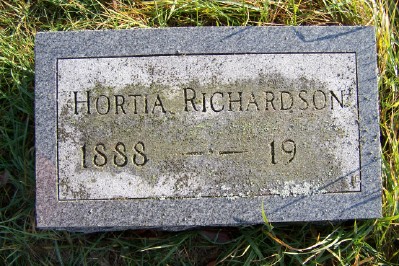 HORTIA RICHARDSON
1888 — — 19